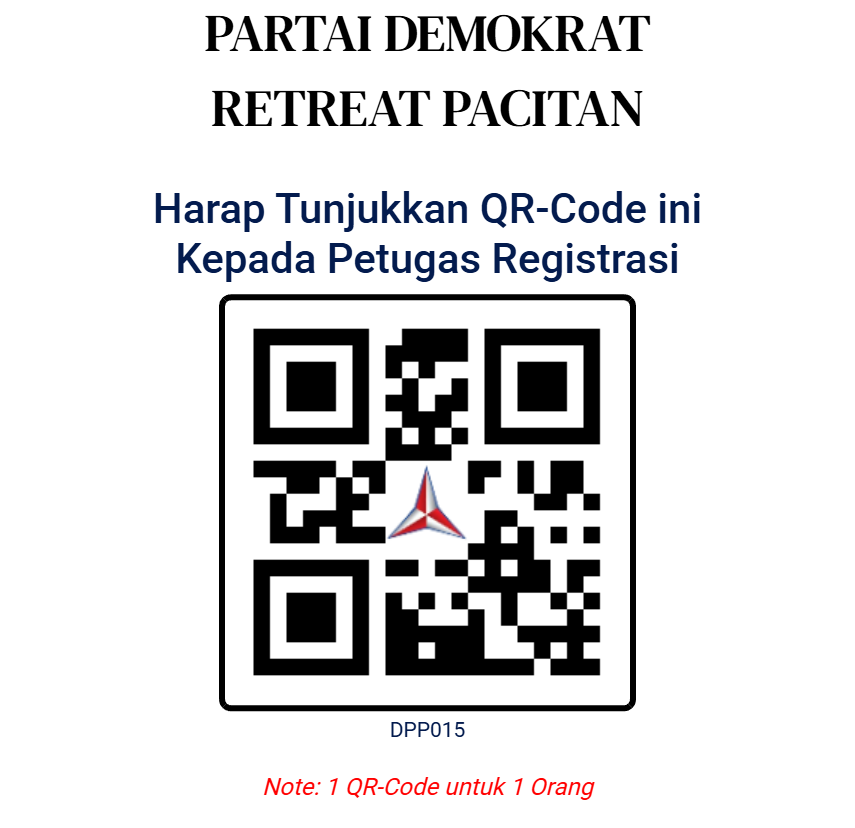 PARTAI DEMOKRAT
RETREAT PACITAN
Harap Tunjukkan QR-Code ini
Kepada Petugas Registrasi
DPP015
Note: 1 QR-Code untuk 1 Orang